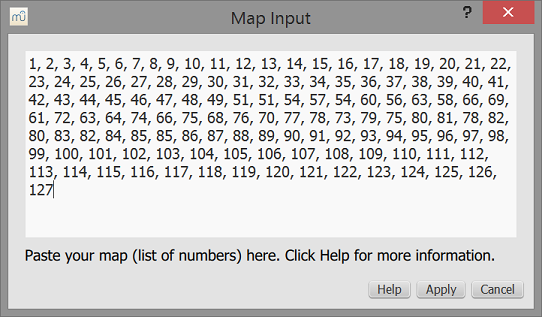 mū
Map Input
?
1, 2, 3, 4, 5, 6, 7, 8, 9, 10, 11, 12, 13, 14, 15, 16, 17, 18, 19, 20, 21, 22,
23, 24, 25, 26, 27, 28, 29, 30, 31, 32, 33, 34, 35, 36, 37, 38, 39, 40, 41,
42, 43, 44, 45, 46, 47, 48, 49, 51, 51, 54, 57, 54, 60, 56, 63, 58, 66, 69,
61, 72, 63, 64, 74, 66, 75, 68, 76, 70, 77, 78, 73, 79, 75, 80, 81, 78, 82,
80, 83, 82, 84, 85, 85, 86, 87, 88, 89, 90, 91, 92, 93, 94, 95, 96, 97, 98,
99, 100, 101, 102, 103, 104, 105, 106, 107, 108, 109, 110, 111, 112,
113, 114, 115, 116, 117, 118, 119, 120, 121, 122, 123, 124, 125, 126,
127
Paste your map (list of numbers) here. Click Help for more information.
Help Apply Cancel